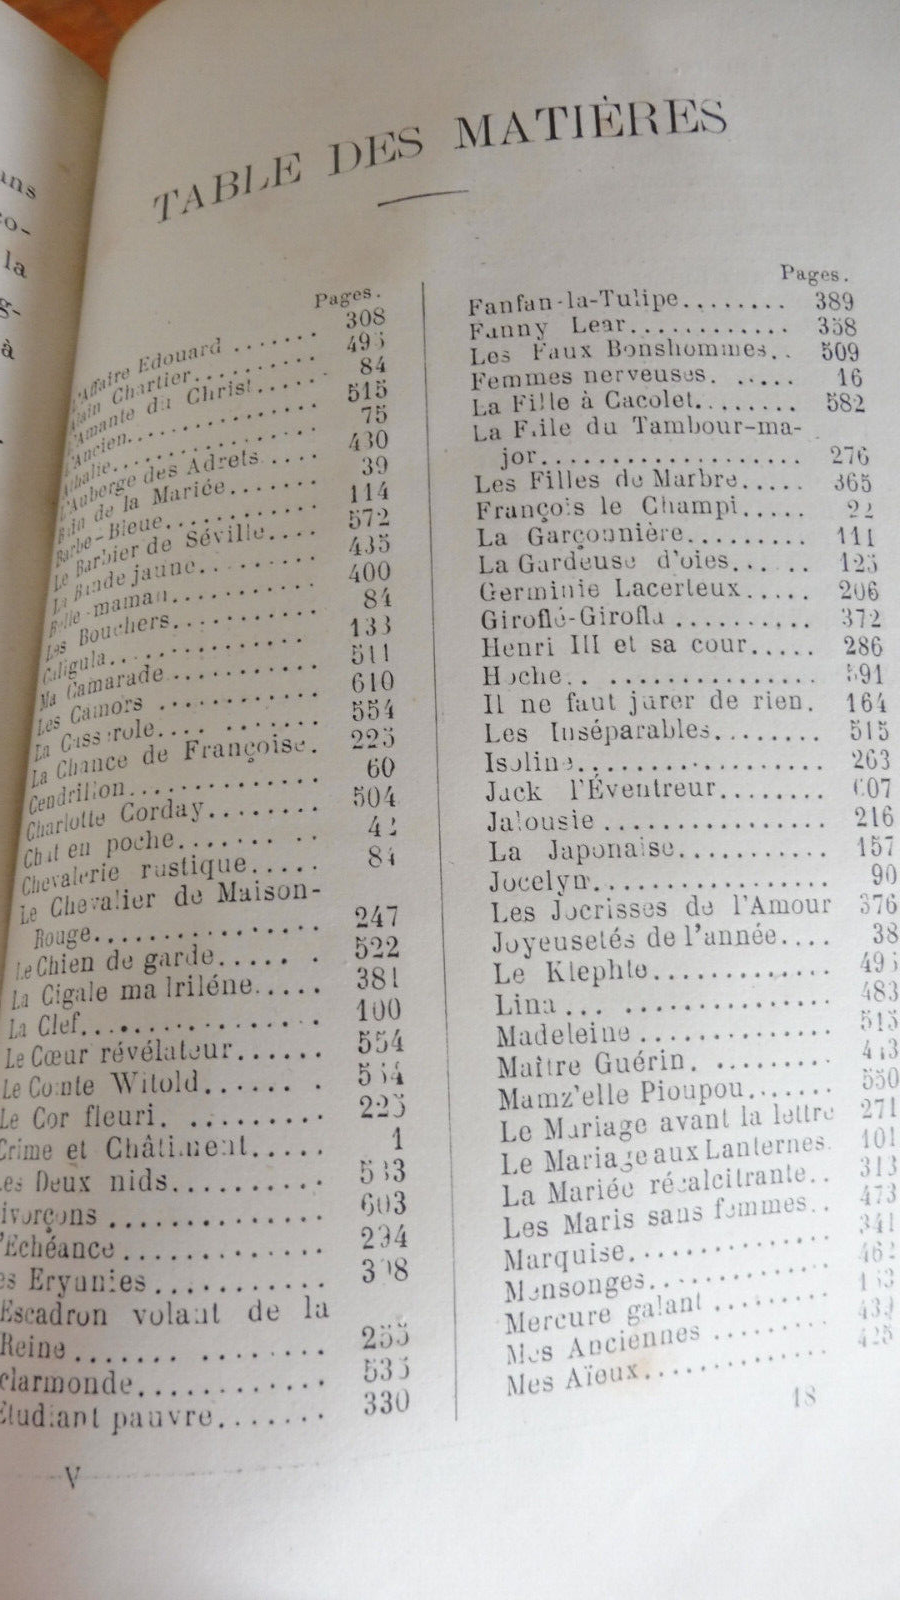 ans
co-
la
g-
à
TABLE DES MATIÈRES
Pages.
L'Affaire Edouard ....... 308
Alain Chartier.......... 495
L'Amante du Christ...... 84
L'Ancien............... 515
Athalie................ 75
L'Auberge des Adrets..... 430
Bain de la Mariée....... 39
Barbe-Bleue............ 114
Le Barbier de Séville.... 572
La Bande jaune......... 435
Belle-maman........... 400
Les Bouchers........... 84
Caligula............... 133
Ma Camarade........... 511
Les Camors ............ 610
La Casserole........... 554
La Chance de Françoise. 225
Cendrillon.............. 60
Charlotte Corday........ 504
Chat en poche..........
Chevalerie rustique..... 84
Le Chevalier de Maison-
Rouge................ 247
Le Chien de garde...... 522
La Cigale ma Iriléne..... 381
La Clef................ 100
Le Cœur révélateur...... 554
Le Comte Witold.......
Le Cor fleuri. ......... 225
Crime et Châtiment..... 1
Les Deux nids..........
Divorçons ............. 603
L'Echéance............ 294
Les Erynnies...........
Escadron volant de la
Reine ............... 255
Esclarmonde........... 535
Étudiant pauvre....... 330
V
Pages.
Fanfan-la-Tulipe........ 389
Fanny Lear............ 358
Les Faux Bonshommes.. 509
Femmes nerveuses. ..... 16
La Fille à Cacolet........ 582
La Fille du Tambour-ma-
jor................... 276
Les Filles de Marbre..... 365
François le Champi..... 22
La Garçonnière......... 111
La Gardeuse d'oies...... 125
Germinie Lacerteux..... 206
Giroflé-Girofla .......... 372
Henri III et sa cour..... 286
Hoche.. ............... 591
Il ne faut jurer de rien. 164
Les Inséparables........ 515
Isoline................. 263
Jack l'Éventreur........ 607
Jalousie ............... 216
La Japonaise........... 157
Jocelyn................ 90
Les Jocrisses de l'Amour 376
Joyeusetés de l'année.... 38
Le Klephte............. 495
Lina... ............... 483
Madeleine ............. 515
Maître Guérin. .........
Mamz'elle Pioupou....... 550
Le Mariage avant la lettre 271
Le Mariage aux Lanternes. 101
La Mariée récalcitrante.. 313
Les Maris sans femmes.. 473
Marquise.............. 341
Mensonges............. 462
Mercure galant .........
Mes Anciennes .........
Mes Aïeux............. 425
18